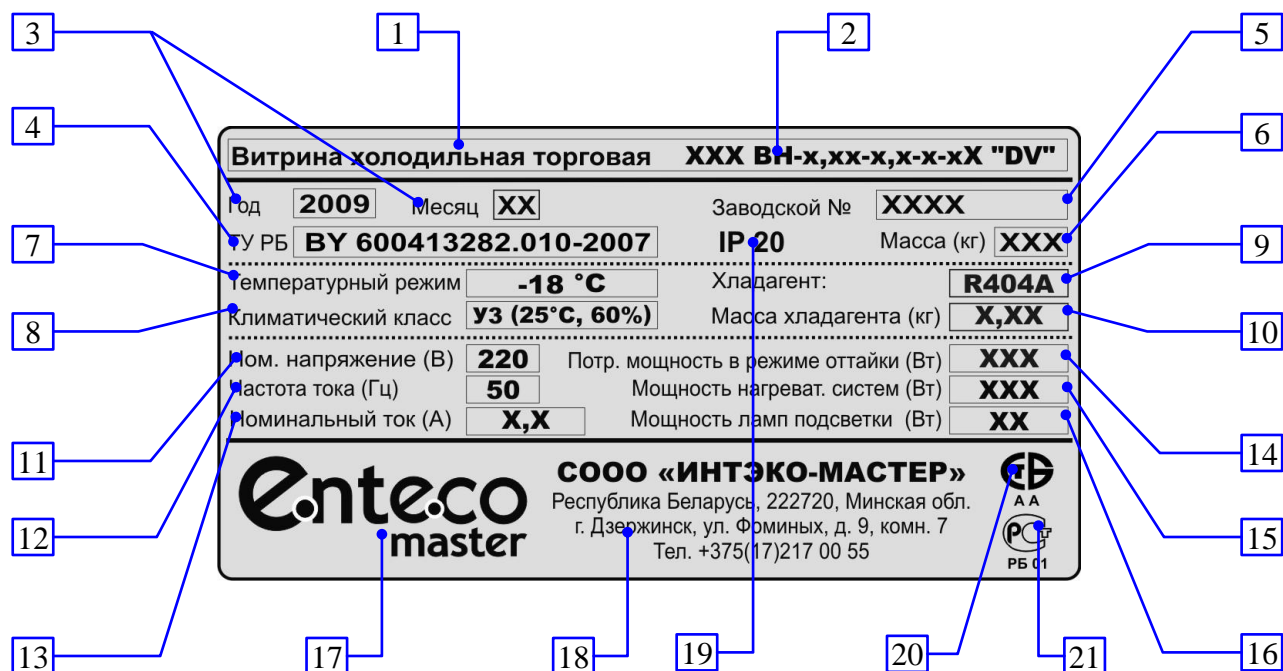 3 1 2 5
4 6
Витрина холодильная торговая XXX ВН-х,хх-х,х-х-хХ "DV"
Год 2009 Месяц XX Заводской № XXXX
ТУ РБ BY 600413282.010-2007 IP 20 Масса (кг) XXX
7 9
Температурный режим -18 °C Хладагент: R404A
8 10
Климатический класс У3 (25°C, 60%) Масса хладагента (кг) X,XX
Ном. напряжение (В) 220 Потр. мощность в режиме оттайки (Вт) XXX
Частота тока (Гц) 50 Мощность нагреват. систем (Вт) XXX
Номинальный ток (А) X,X Мощность ламп подсветки (Вт) XX
11 14
enteco
master
СООО «ИНТЭКО-МАСТЕР»
Республика Беларусь, 222720, Минская обл.
г. Дзержинск, ул. Фоминых, д. 9, комн. 7
Тел. +375(17)217 00 55
СТБ
А А
РСТ
РБ 01
12 15
13 17 18 19 20 21 16